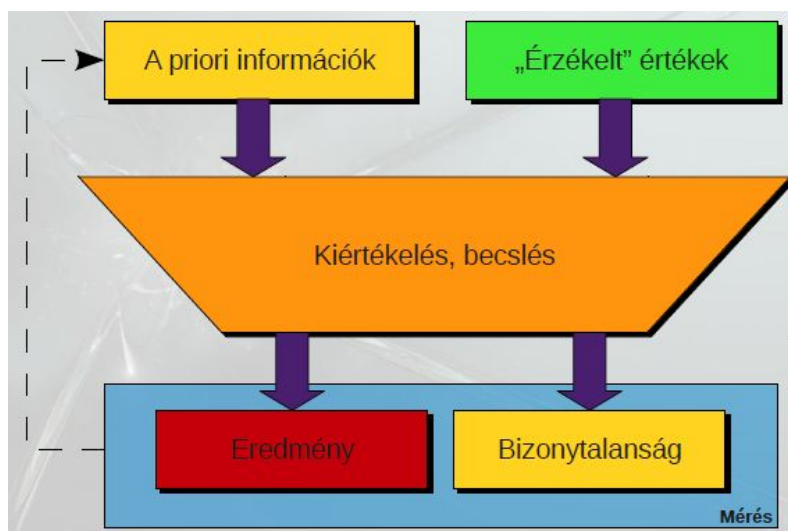 A priori információk
„Érzékelt” értékek
Kiértékelés, becslés
Eredmény
Bizonytalanság
Mérés